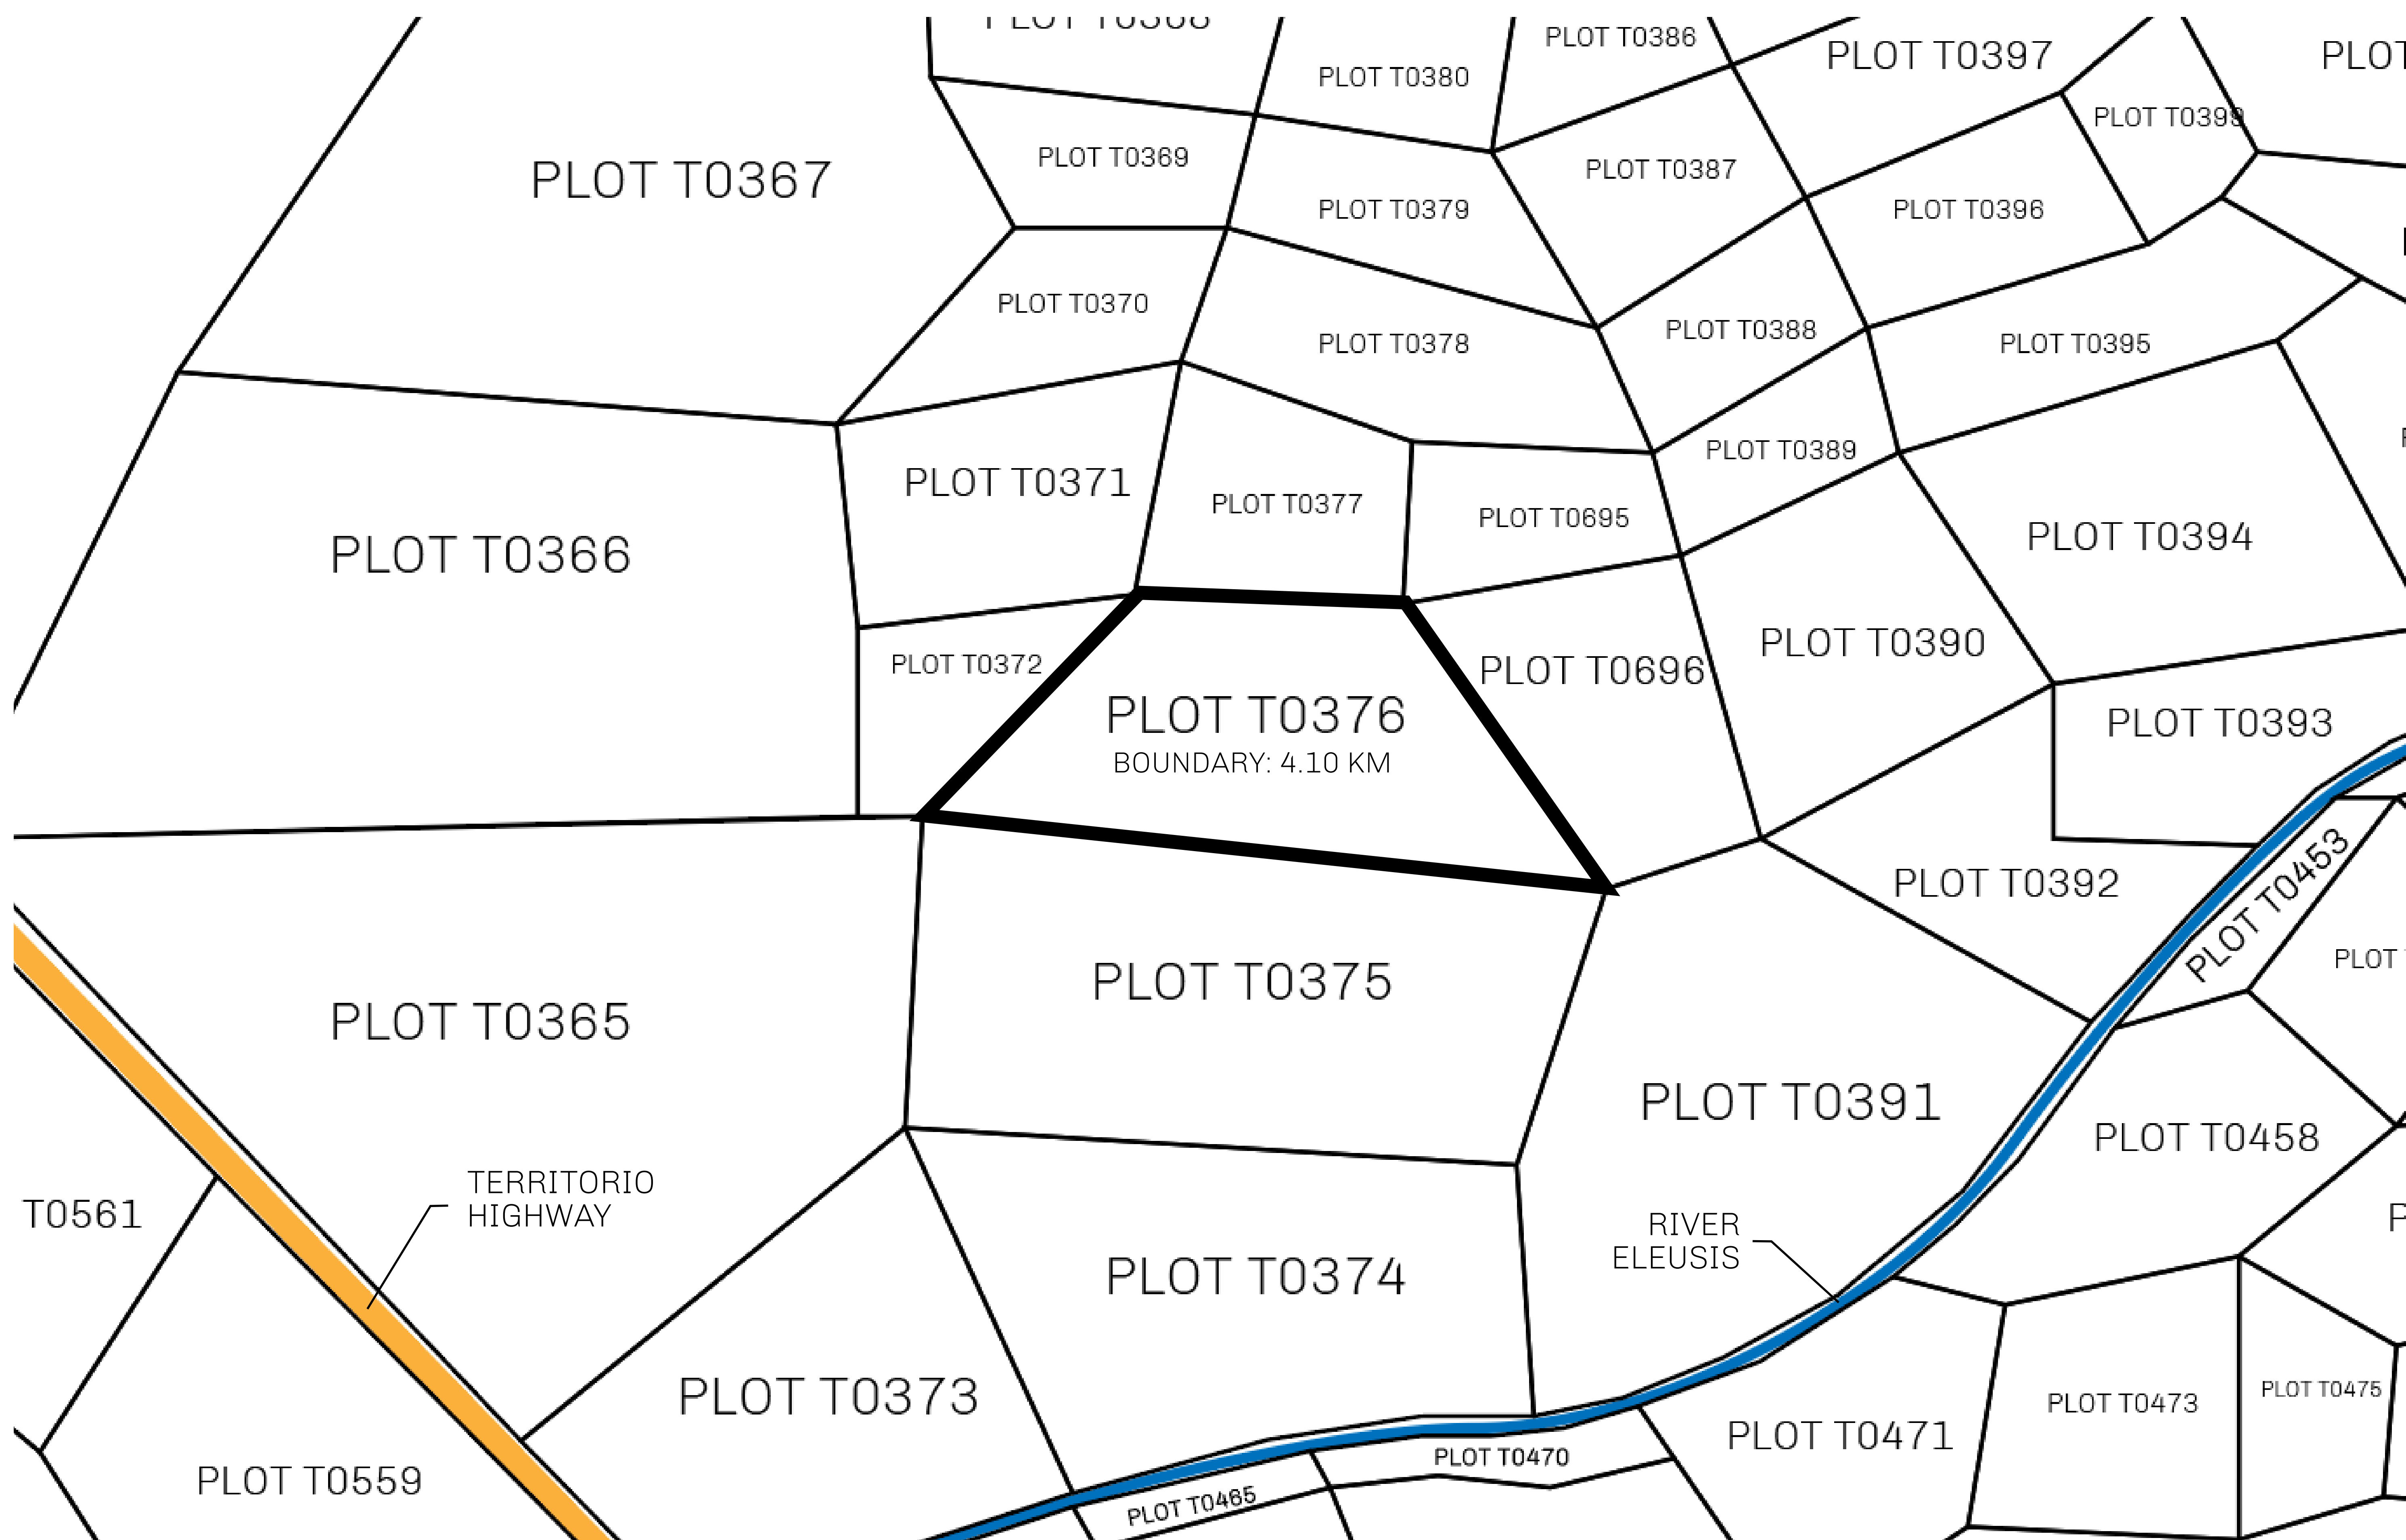 PLOT T0386
PLOT T0397
PLOT T0380
PLOT T0399
PLOT T0369
PLOT T0387
PLOT T0367
PLOT T0379
PLOT T0396
PLOT T0370
PLOT T0388
PLOT T0378
PLOT T0395
PLOT T0389
PLOT T0371
PLOT T0377
PLOT T0695
PLOT T0394
PLOT T0366
PLOT T0390
PLOT T0372
PLOT T0696
PLOT T0376
BOUNDARY: 4.10 KM
PLOT T0393
PLOT T0392
PLOT T0453
PLOT
PLOT T0375
PLOT T0365
PLOT T0391
PLOT T0458
TERRITORIO
HIGHWAY
T0561
RIVER
ELEUSIS
PLOT T0374
PLOT T0373
PLOT T0475
PLOT T0473
PLOT T0471
PLOT T0470
PLOT T0559
PLOT T0465